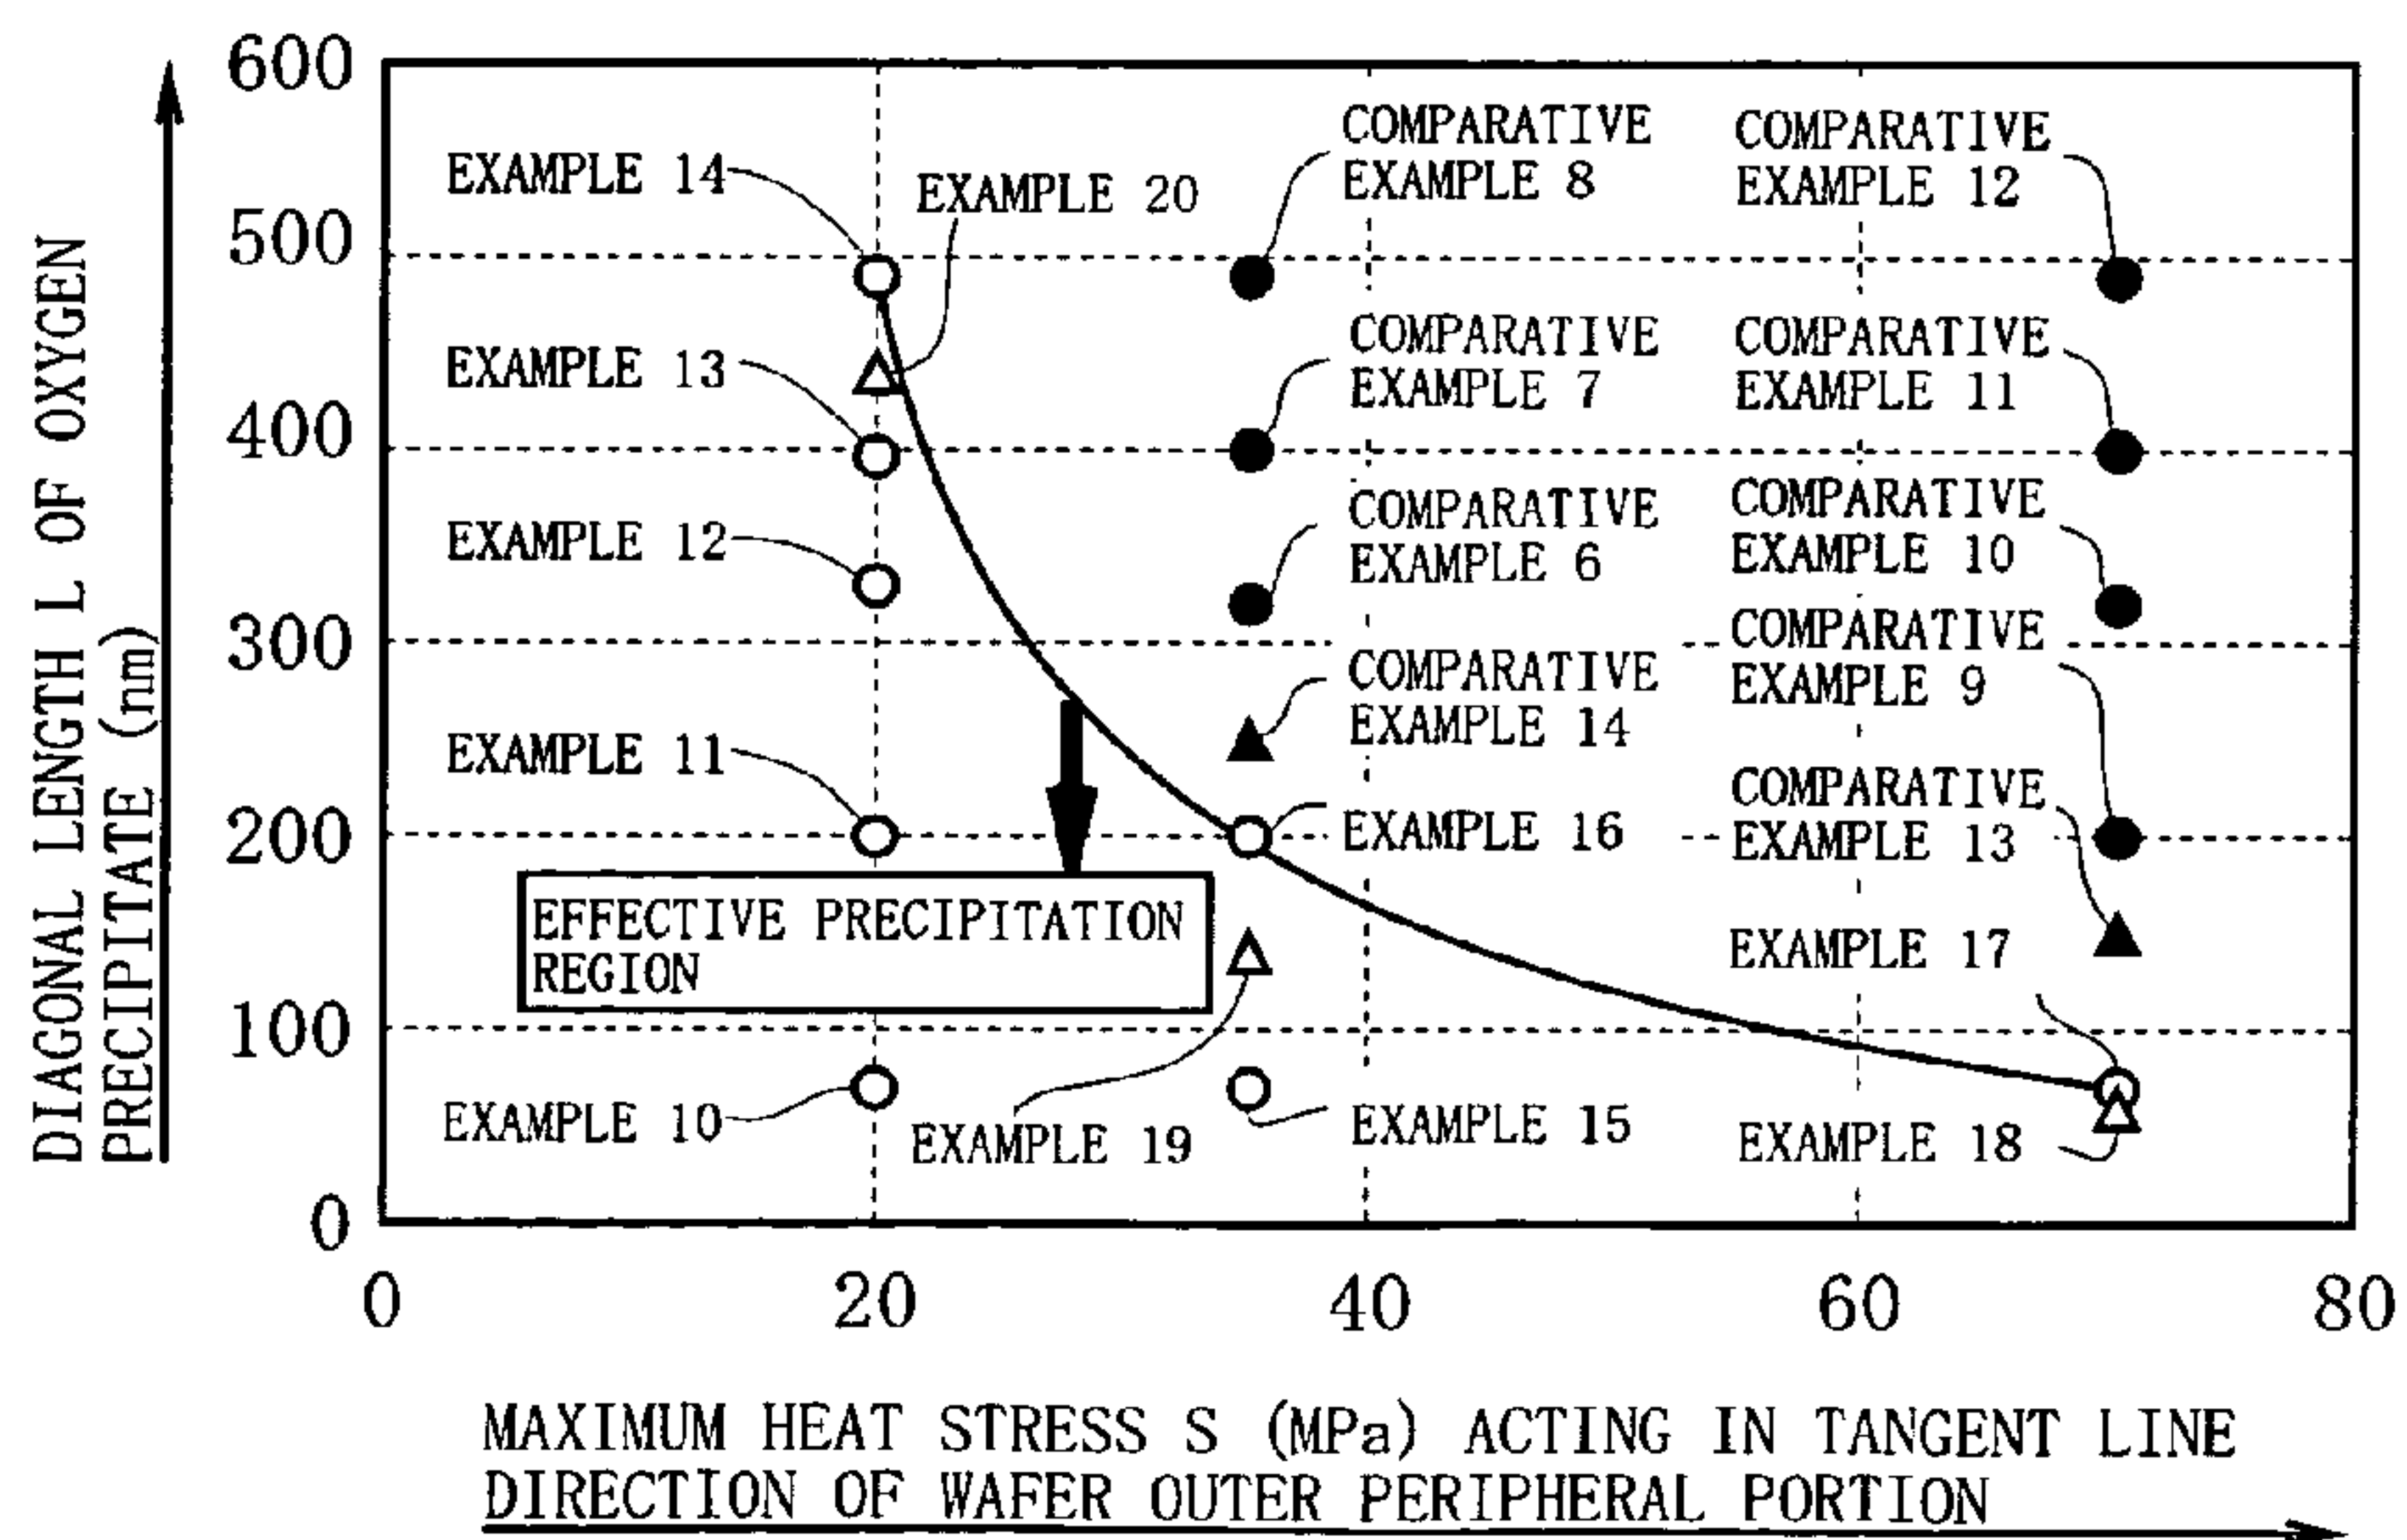 DIAGONAL LENGTH L OF OXYGEN
PRECIPITATE (nm)
600
500
400
300
200
100
0
EXAMPLE 14
EXAMPLE 20
COMPARATIVE
EXAMPLE 8
COMPARATIVE
EXAMPLE 12
EXAMPLE 13
COMPARATIVE
EXAMPLE 7
COMPARATIVE
EXAMPLE 11
EXAMPLE 12
COMPARATIVE
EXAMPLE 6
COMPARATIVE
EXAMPLE 10
COMPARATIVE
EXAMPLE 9
EXAMPLE 11
COMPARATIVE
EXAMPLE 14
EXAMPLE 16
COMPARATIVE
EXAMPLE 13
EFFECTIVE PRECIPITATION
REGION
EXAMPLE 17
EXAMPLE 10
EXAMPLE 19
EXAMPLE 15
EXAMPLE 18
0
20
40
60
80
MAXIMUM HEAT STRESS S (MPa) ACTING IN TANGENT LINE
DIRECTION OF WAFER OUTER PERIPHERAL PORTION